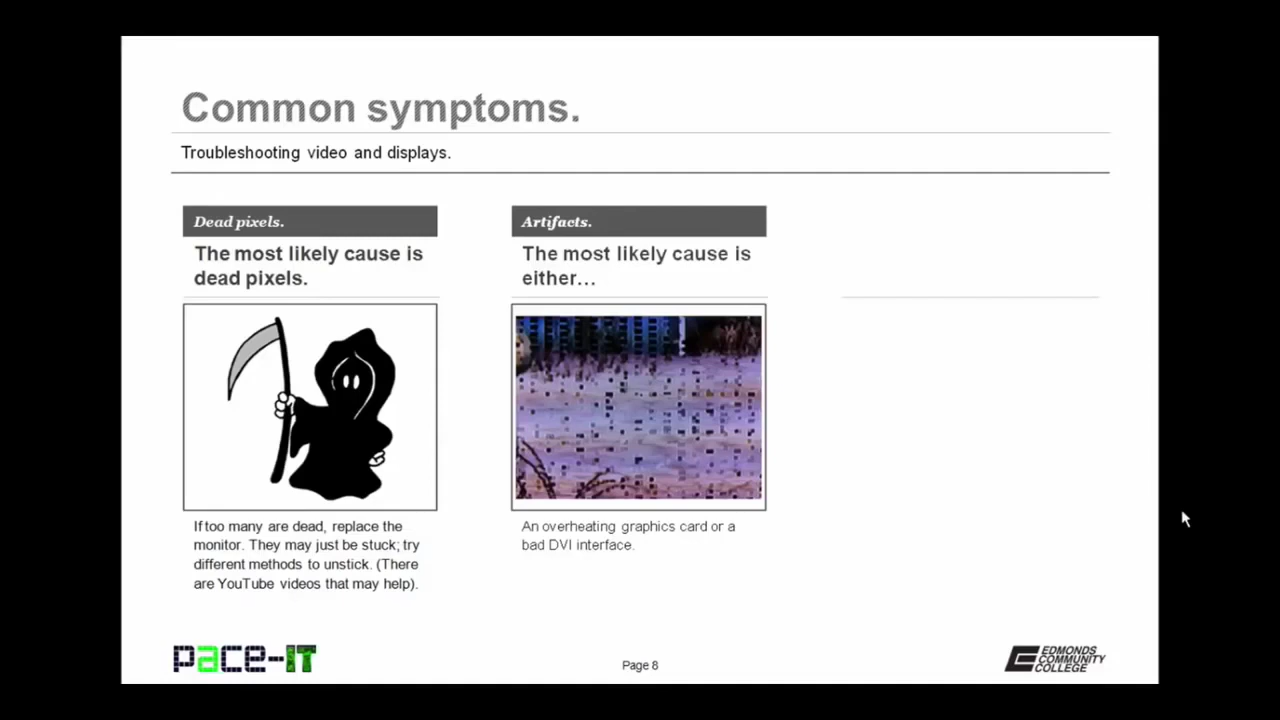 Common symptoms.
Troubleshooting video and displays.
Dead pixels.
The most likely cause is
dead pixels.
If too many are dead, replace the
monitor. They may just be stuck; try
different methods to unstick. (There
are YouTube videos that may help).
Artifacts.
The most likely cause is
either…
An overheating graphics card or a
bad DVI interface.
pace-IT
Page 8
EDMONDS
COMMUNITY
COLLEGE